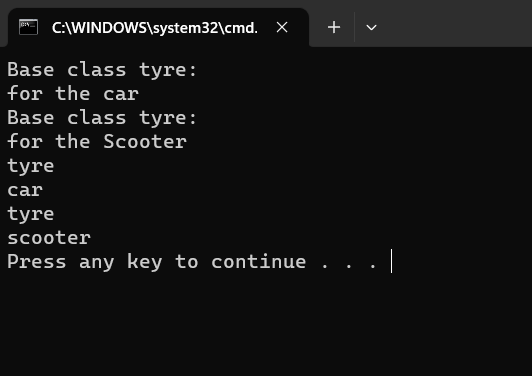 C:\WINDOWS\system32\cmd.
Base class tyre:
for the car
Base class tyre:
for the Scooter
tyre
car
tyre
scooter
Press any key to continue . . .